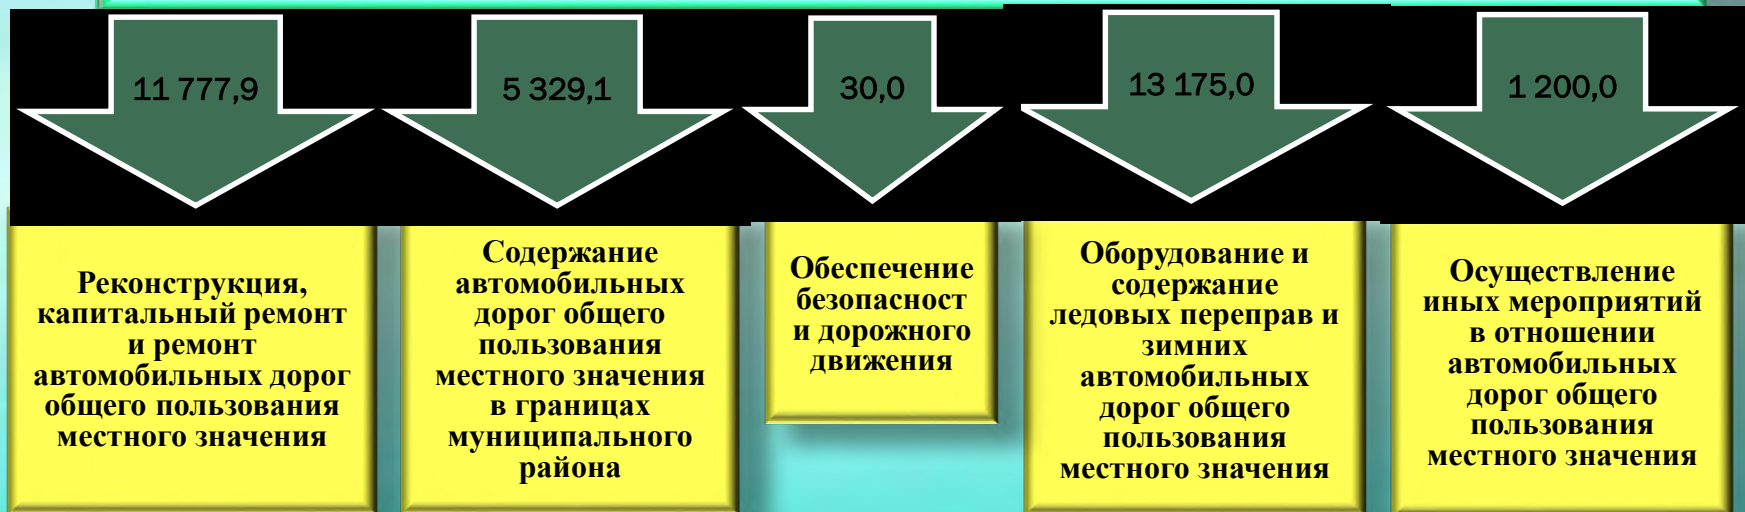 11 777,9
5 329,1
30,0
13 175,0
1 200,0
Реконструкция,
капитальный ремонт
и ремонт
автомобильных дорог
общего пользования
местного значения
Содержание
автомобильных
дорог общего
пользования
местного значения
в границах
муниципального
района
Обеспечение
безопасност
и дорожного
движения
Оборудование и
содержание
ледовых переправ и
зимних
автомобильных
дорог общего
пользования
местного значения
Осуществление
иных мероприятий
в отношении
автомобильных
дорог общего
пользования
местного значения